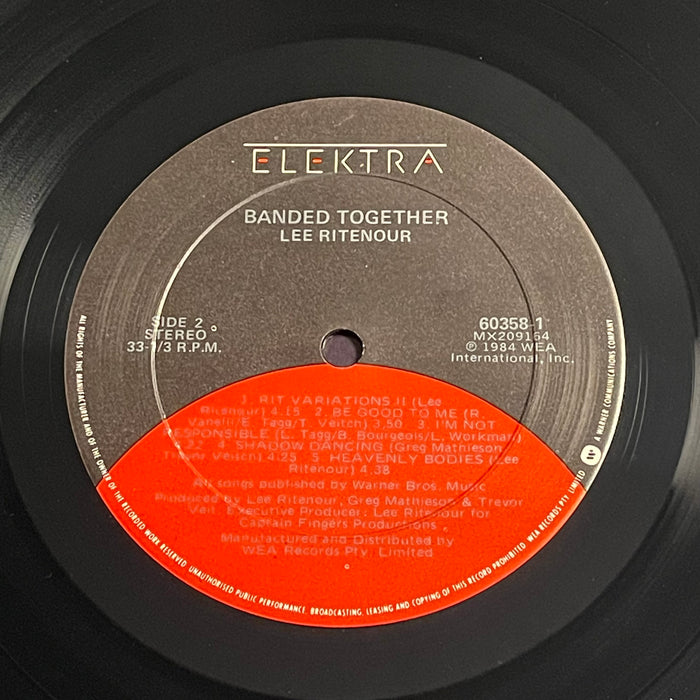 ELEKTRA
BANDED TOGETHER
LEE RITENOUR
SIDE 2
STEREO
33-1/3 R.P.M.
60358-1
MX209164
℗ 1984 WEA
International, Inc.
1. RIT VARIATIONS II (Lee
Ritenour) 4.15 2. BE GOOD TO ME (R.
Vanelli/E. Tagg/T. Veitch) 3.50 3. I'M NOT
RESPONSIBLE (L. Tagg/B. Bourgeois/L. Workman)
4. SHADOW DANCING (Greg Mathieson
Trevor Veitch) 4.25 5. HEAVENLY BODIES (Lee
Ritenour) 4.38
All songs published by Warner Bros. Music
Produced by Lee Ritenour, Greg Mathieson & Trevor
Veit. Executive Producer: Lee Ritenour for
Captain Fingers Productions
Manufactured and Distributed by
WEA Records Pty. Limited
ALL RIGHTS OF THE MANUFACTURER AND OF THE OWNER OF THE RECORDED WORK RESERVED. UNAUTHORISED PUBLIC PERFORMANCE, BROADCASTING, LEASING AND COPYING OF THIS RECORD PROHIBITED. WEA RECORDS PTY. LIMITED
A WARNER COMMUNICATIONS COMPANY